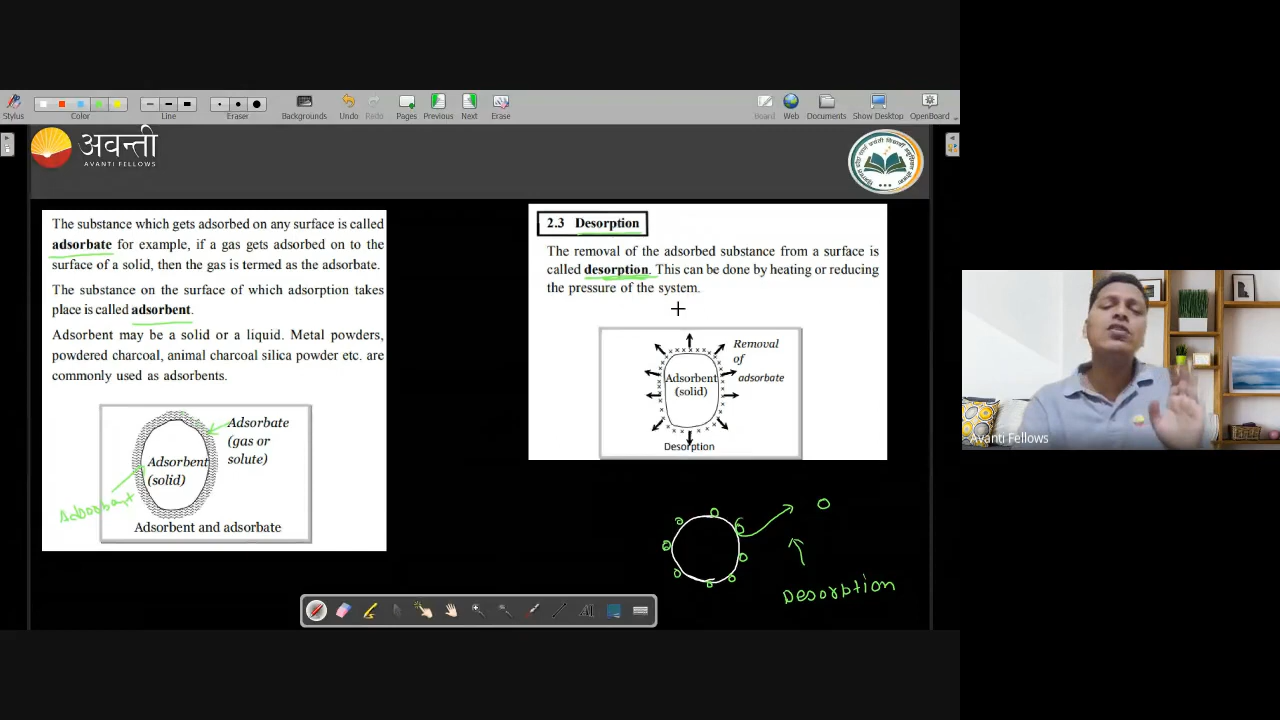 Stylus
Color
Line
Eraser
Backgrounds
Undo
Redo
Pages
Previous
Next
Erase
Board
Web
Documents
Show Desktop
OpenBoard
अवन्ती
AVANTI FELLOWS
The substance which gets adsorbed on any surface is called
adsorbate for example, if a gas gets adsorbed on to the
surface of a solid, then the gas is termed as the adsorbate.
The substance on the surface of which adsorption takes
place is called adsorbent.
Adsorbent may be a solid or a liquid. Metal powders,
powdered charcoal, animal charcoal silica powder etc. are
commonly used as adsorbents.
Adsorbate
(gas or
solute)
Adsorbent
(solid)
Adsorbent
Adsorbent and adsorbate
2.3 Desorption
The removal of the adsorbed substance from a surface is
called desorption. This can be done by heating or reducing
the pressure of the system.
Removal
of
adsorbate
Adsorbent
(solid)
Desorption
Desorption
AI
Avanti Fellows